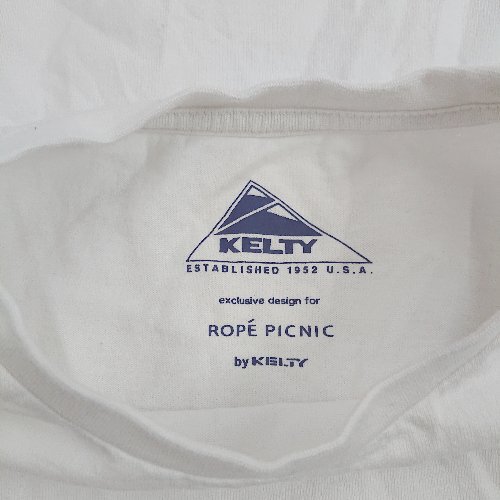 KELTY
ESTABLISHED 1952 U.S.A.
exclusive design for
ROPÉ PICNIC
by KELTY